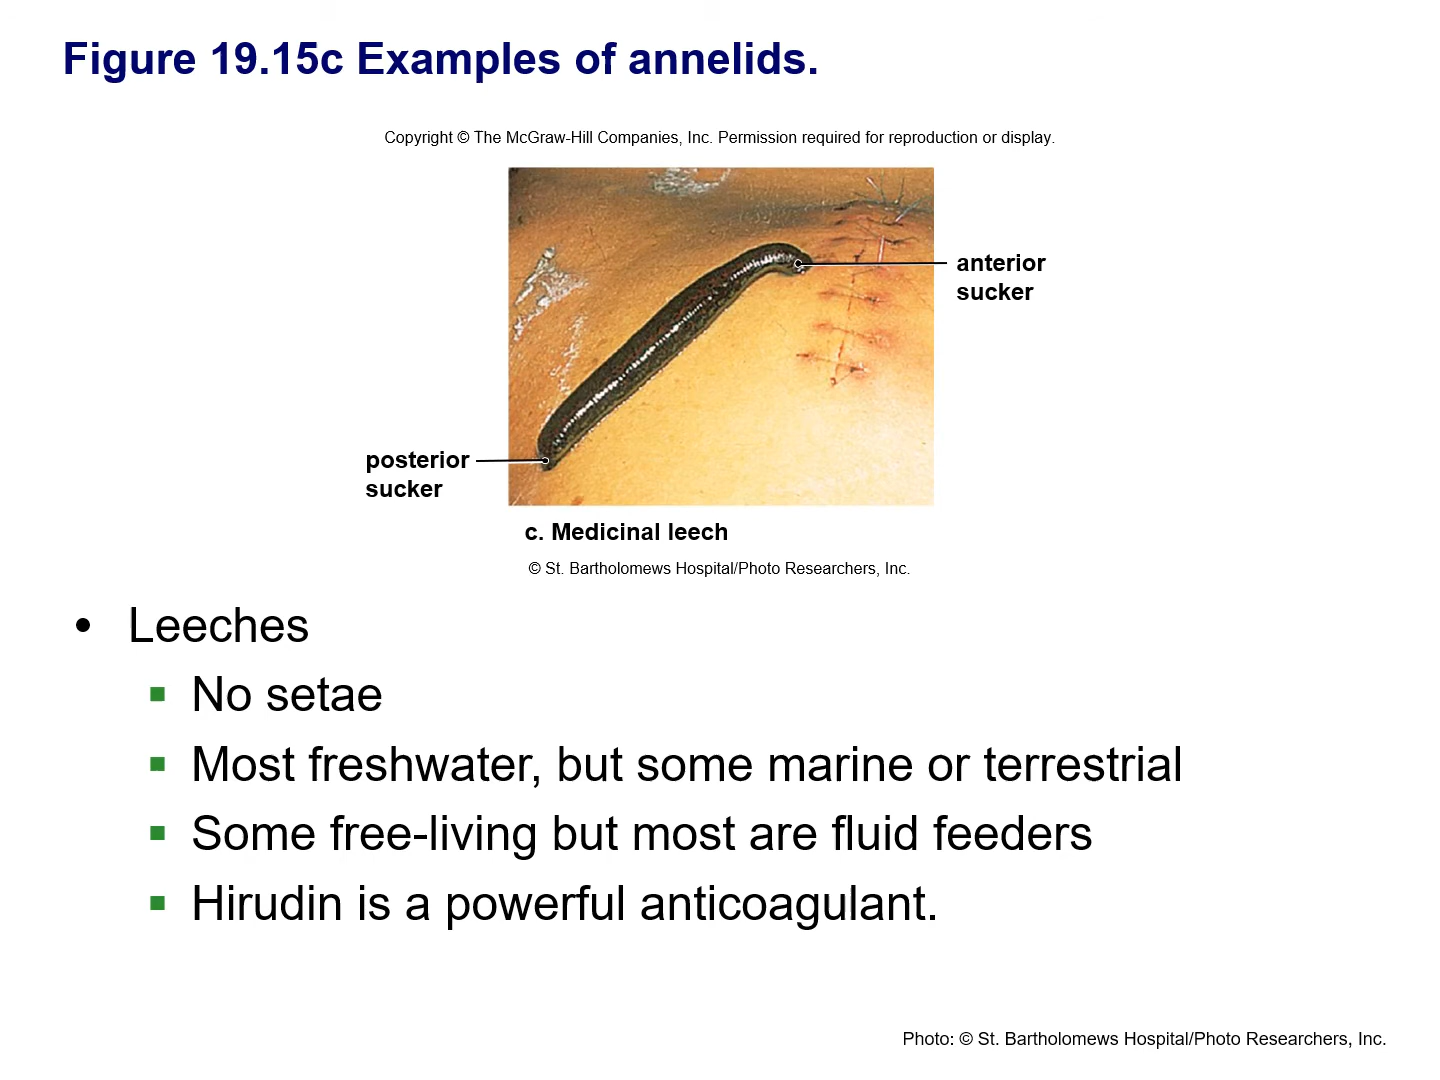 Figure 19.15c Examples of annelids.
Copyright © The McGraw-Hill Companies, Inc. Permission required for reproduction or display.
anterior
sucker
posterior
sucker
c. Medicinal leech
© St. Bartholomews Hospital/Photo Researchers, Inc.
• Leeches
▪ No setae
▪ Most freshwater, but some marine or terrestrial
▪ Some free-living but most are fluid feeders
▪ Hirudin is a powerful anticoagulant.
Photo: © St. Bartholomews Hospital/Photo Researchers, Inc.